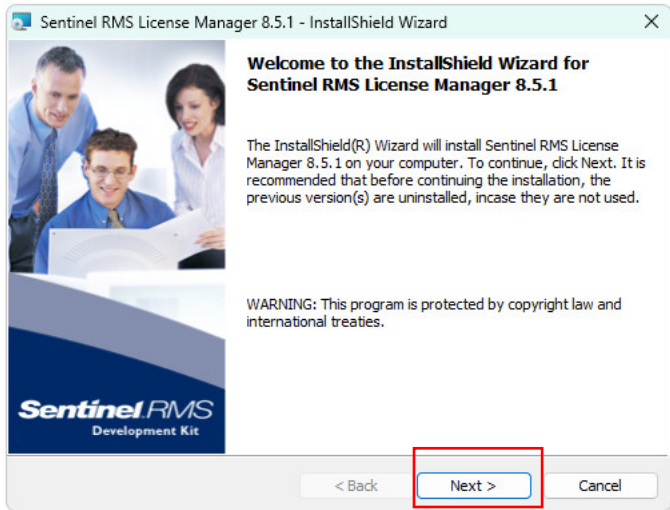 Sentinel RMS License Manager 8.5.1 - InstallShield Wizard
Welcome to the InstallShield Wizard for
Sentinel RMS License Manager 8.5.1
The InstallShield(R) Wizard will install Sentinel RMS License
Manager 8.5.1 on your computer. To continue, click Next. It is
recommended that before continuing the installation, the
previous version(s) are uninstalled, incase they are not used.
WARNING: This program is protected by copyright law and
international treaties.
Sentinel RMS
Development Kit
< Back
Next >
Cancel